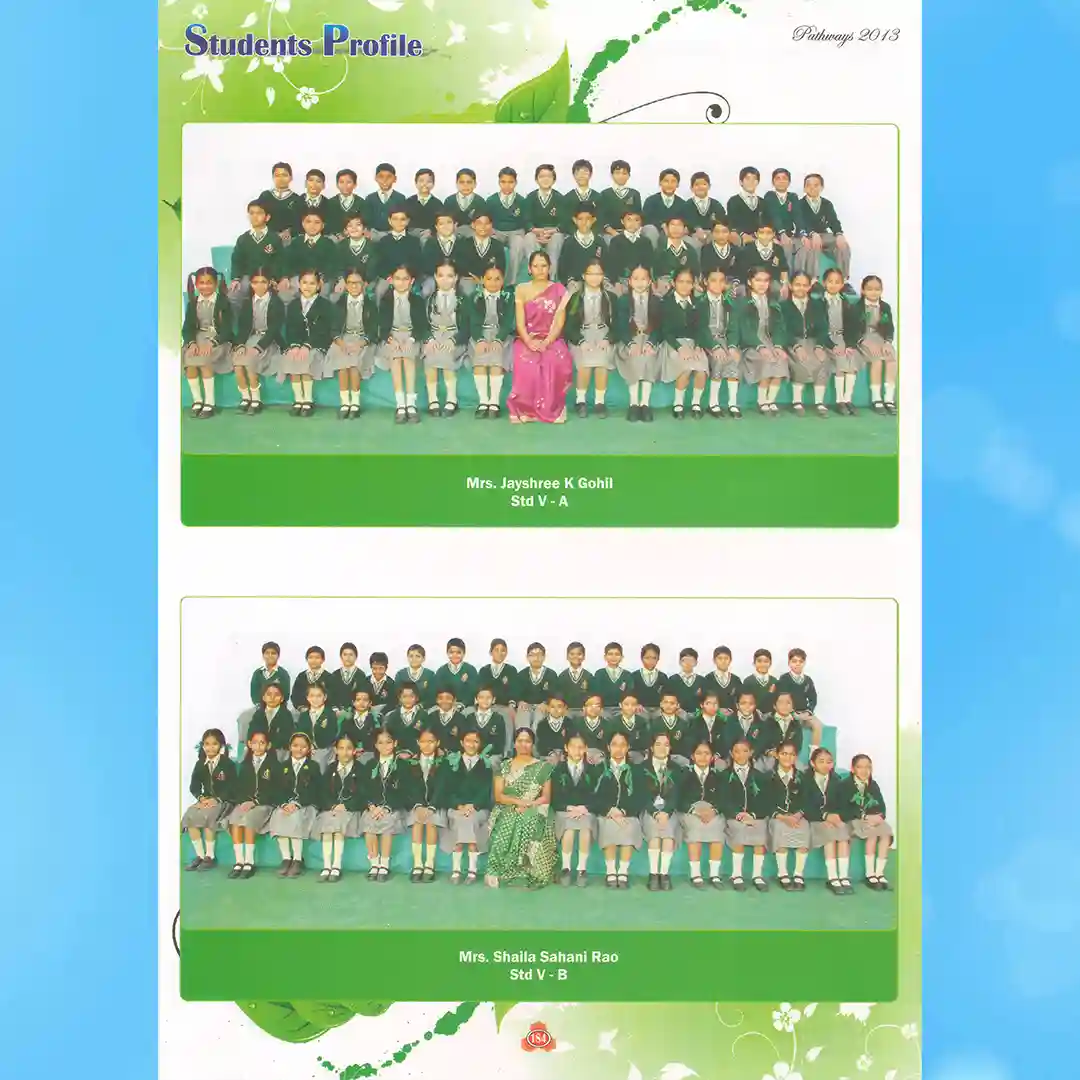 Students Profile
Pathways 2013
Mrs. Jayshree K Gohil
Std V - A
Mrs. Shaila Sahani Rao
Std V - B
184